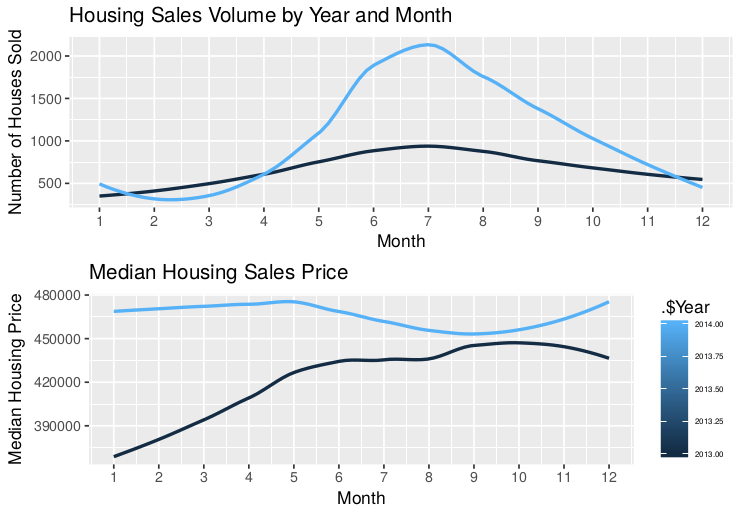 Housing Sales Volume by Year and Month
Number of Houses Sold
2000
1500
1000
500
1 2 3 4 5 6 7 8 9 10 11 12
Month
Median Housing Sales Price
Median Housing Price
480000
450000
420000
390000
1 2 3 4 5 6 7 8 9 10 11 12
Month
.$Year
2014.00
2013.75
2013.50
2013.25
2013.00